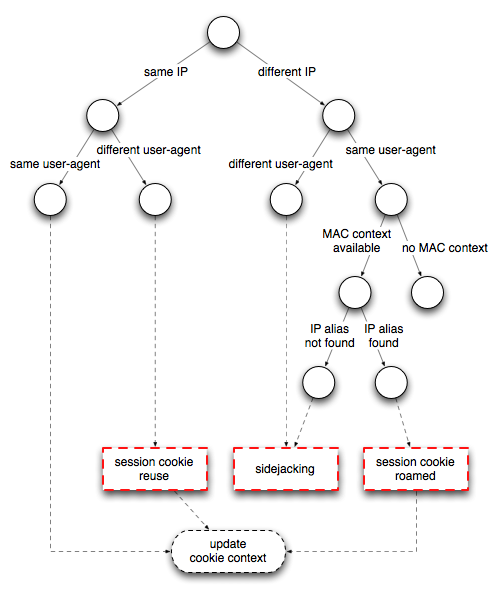 same IP
different IP
same user-agent
different user-agent
different user-agent
same user-agent
MAC context
available
no MAC context
IP alias
not found
IP alias
found
session cookie
reuse
sidejacking
session cookie
roamed
update
cookie context